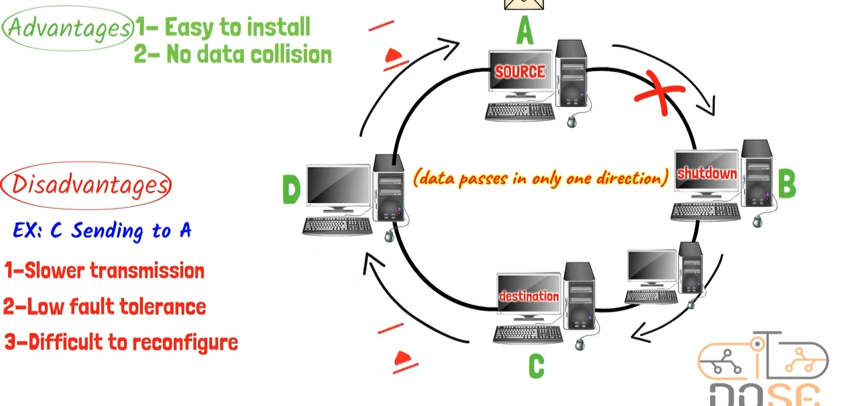 Advantages 1- Easy to install
2- No data collision
A
SOURCE
Disadvantages
D
(data passes in only one direction)
shutdown
B
EX: C Sending to A
1-Slower transmission
2-Low fault tolerance
3-Difficult to reconfigure
destination
C